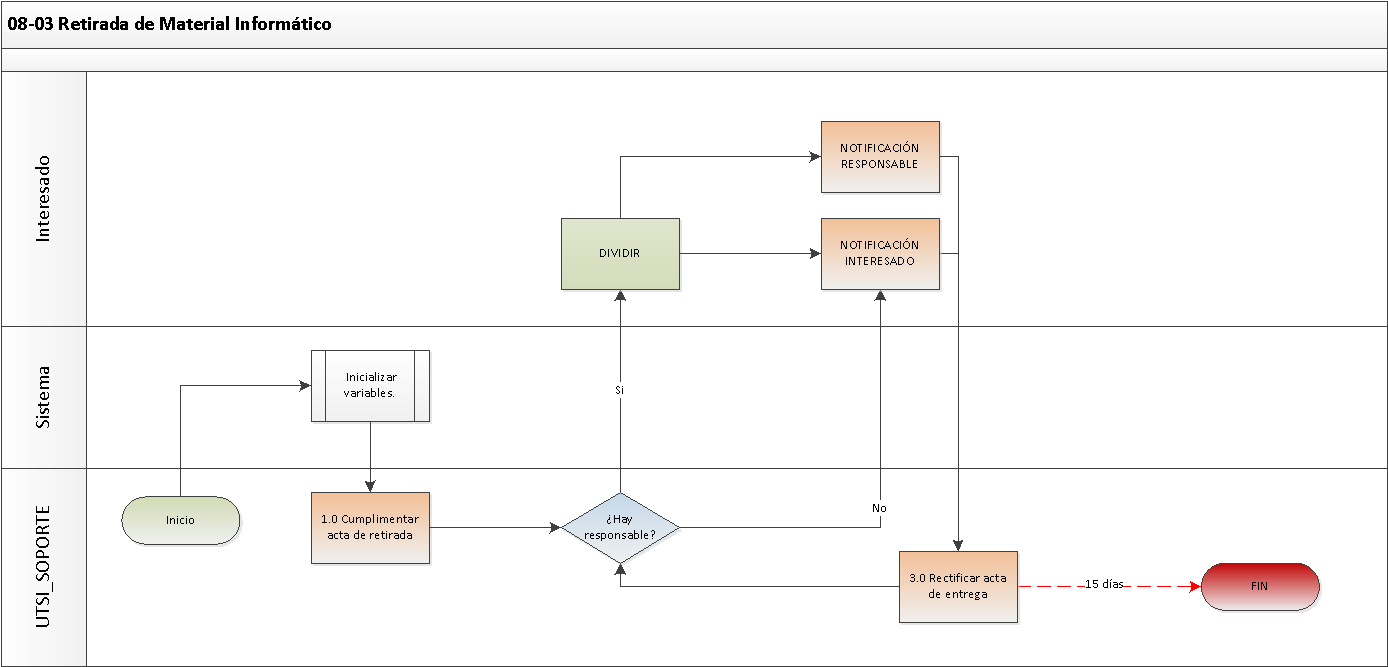 08-03 Retirada de Material Informático
Interesado
NOTIFICACIÓN
RESPONSABLE
DIVIDIR
NOTIFICACIÓN
INTERESADO
Sistema
Inicializar
variables.
Si
UTSI_SOPORTE
Inicio
1.0 Cumplimentar
acta de retirada
¿Hay
responsable?
No
3.0 Rectificar acta
de entrega
15 días
FIN